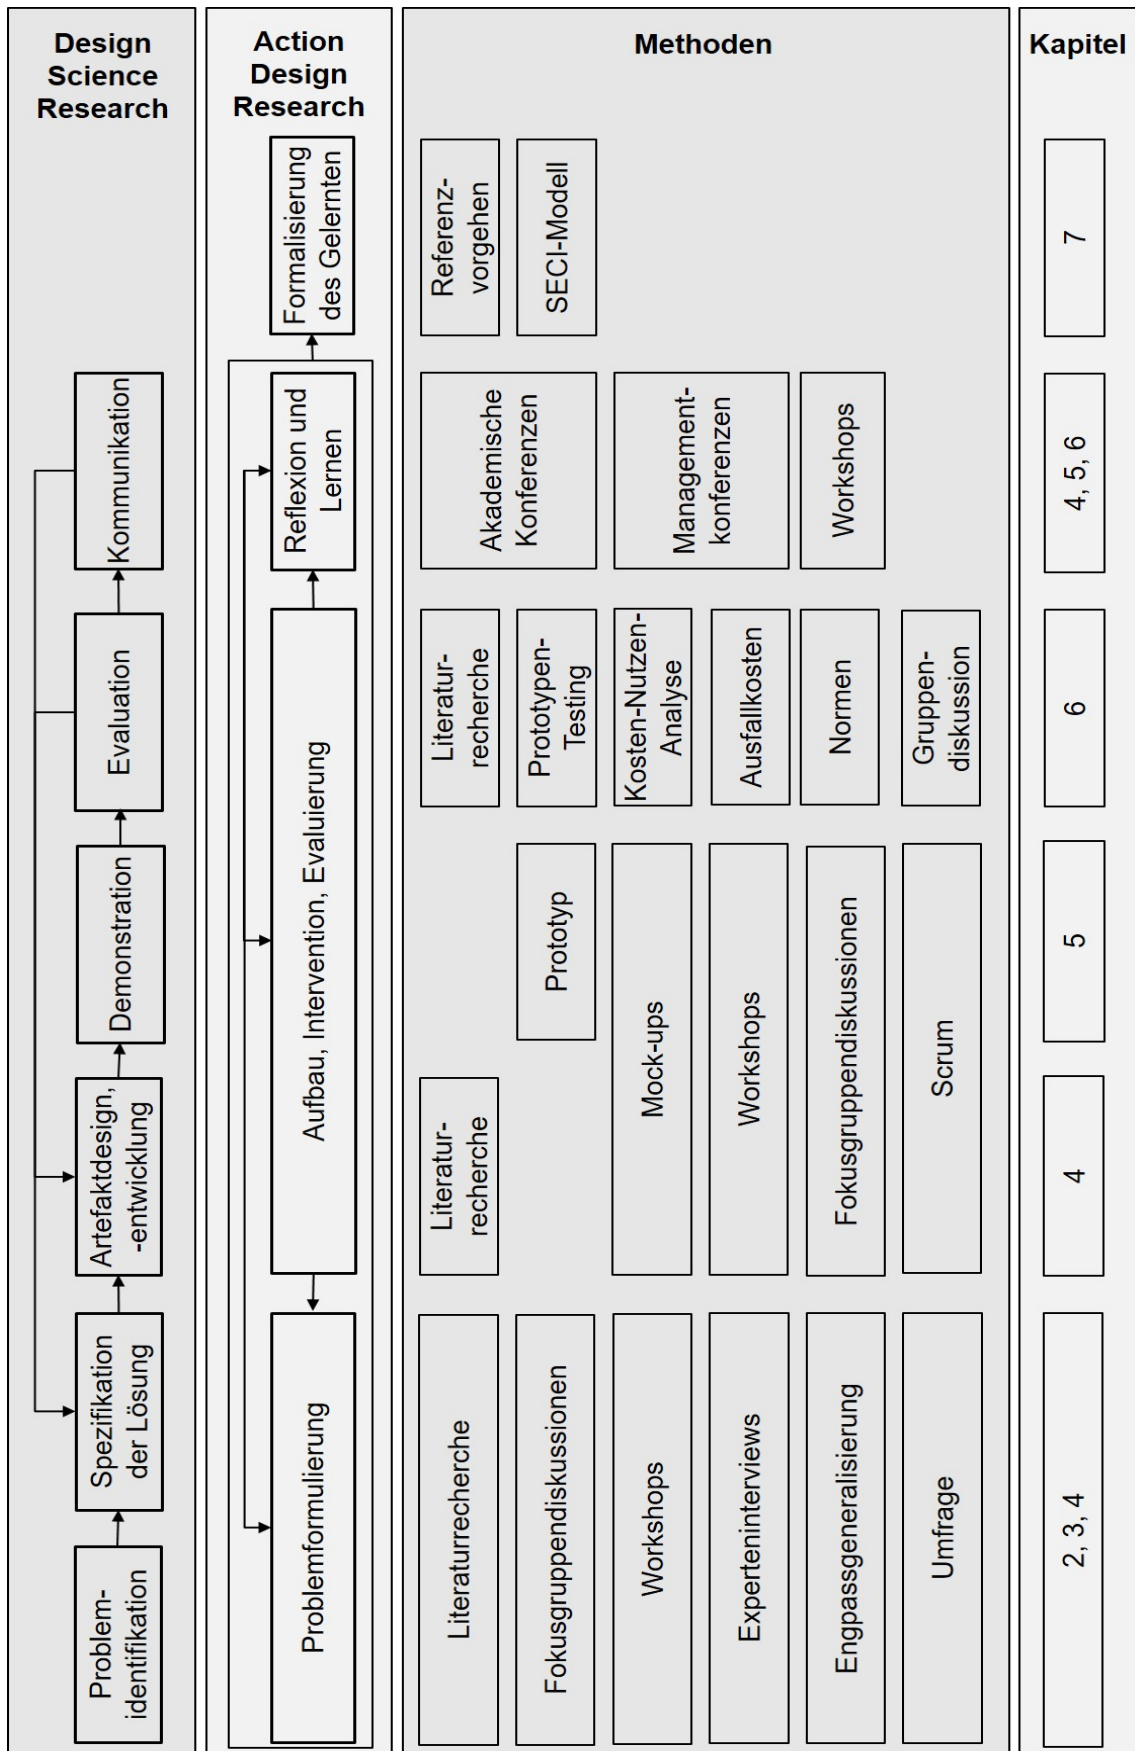 Design
Science
Research
Problem-
identifikation
Spezifikation
der Lösung
Artefaktdesign,
-entwicklung
Demonstration
Evaluation
Kommunikation
Action
Design
Research
Problemformulierung
Aufbau, Intervention, Evaluierung
Reflexion und
Lernen
Formalisierung
des Gelernten
Methoden
Literaturrecherche
Fokusgruppendiskussionen
Workshops
Experteninterviews
Engpassgeneralisierung
Umfrage
Literatur-
recherche
Prototyp
Mock-ups
Workshops
Fokusgruppendiskussionen
Scrum
Literatur-
recherche
Prototypen-
Testing
Kosten-Nutzen-
Analyse
Ausfallkosten
Normen
Gruppen-
diskussion
Akademische
Konferenzen
Management-
konferenzen
Workshops
Referenz-
vorgehen
SECI-Modell
Kapitel
2, 3, 4
4
5
6
4, 5, 6
7